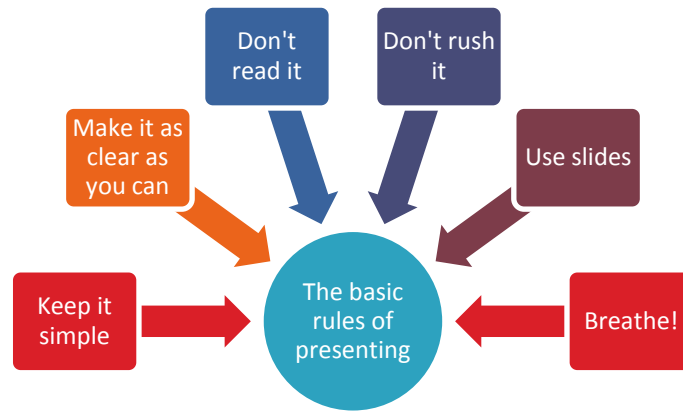 Don't
read it
Don't rush
it
Make it as
clear as
you can
Use slides
Keep it
simple
The basic
rules of
presenting
Breathe!